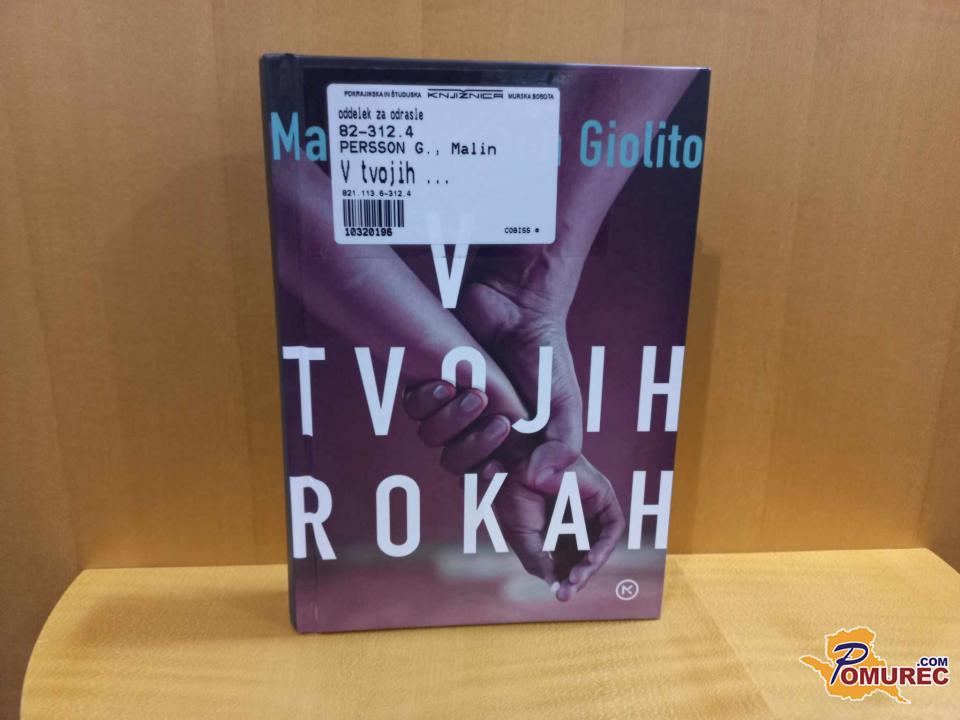 POKRAJINSKA IN ŠTUDIJSKA KNJIŽNICA MURSKA SOBOTA
oddelek za odrasle
82-312.4
PERSSON G., Malin
V tvojih ...
821.113.6-312.4
10320196
COBISS ©
Ma Giolito
V
TVOJIH
ROKAH
POMUREC
.COM